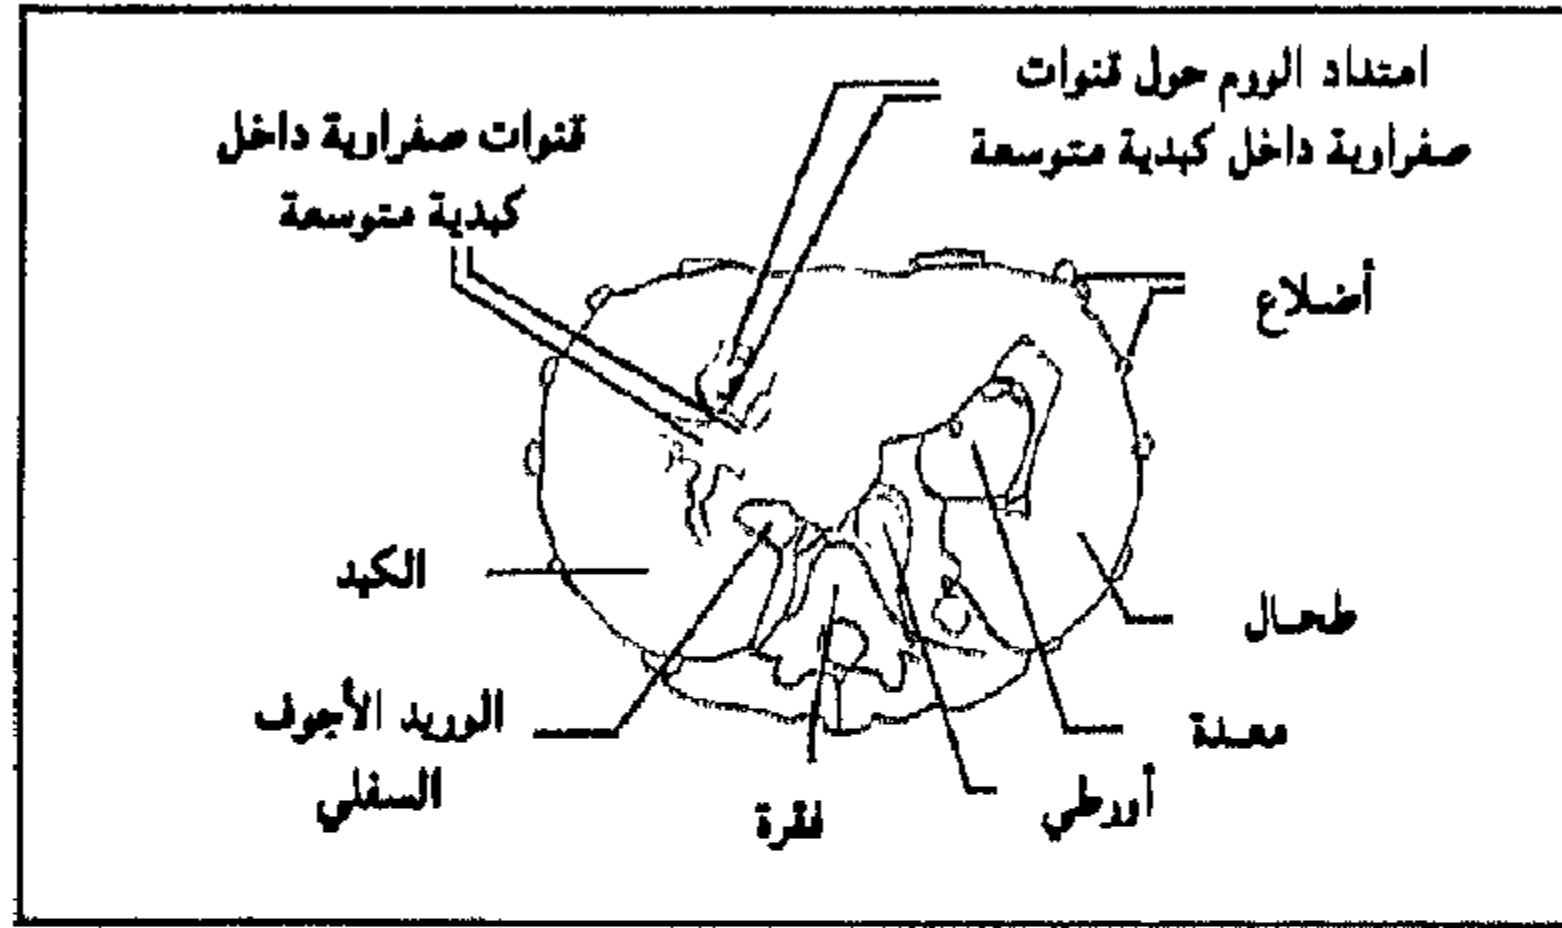 امتداد الورم حول قنوات
صفراوية داخل كبدية متوسعة
قنوات صفراوية داخل
كبدية متوسعة
أضلاع
الكبد
طحال
الوريد الأجوف
السفلي
معدة
أورطي
فقرة